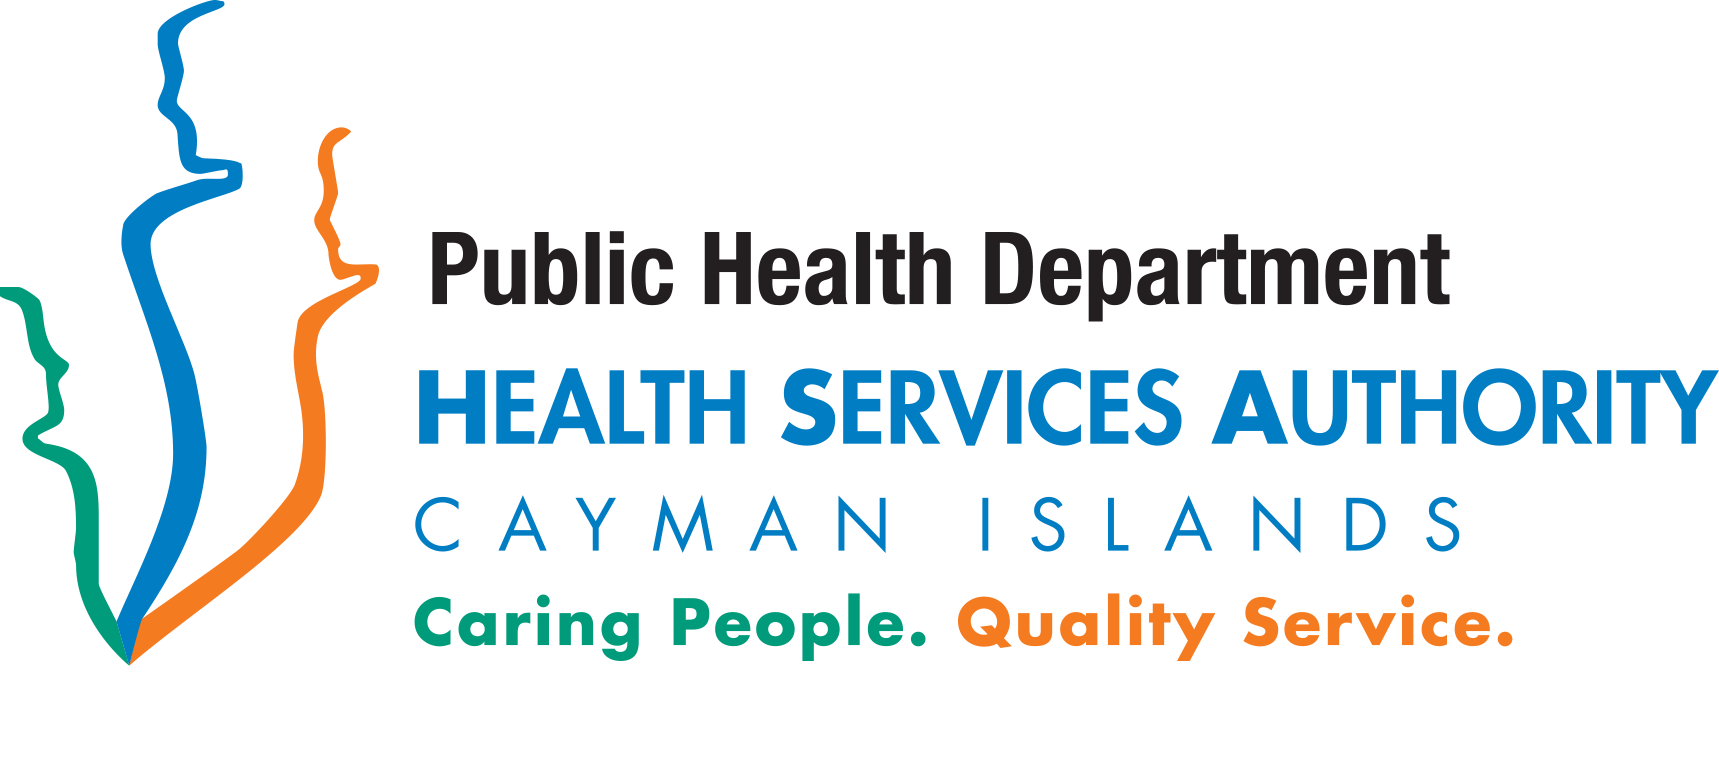 Public Health Department
HEALTH SERVICES AUTHORITY
CAYMAN ISLANDS
Caring People. Quality Service.